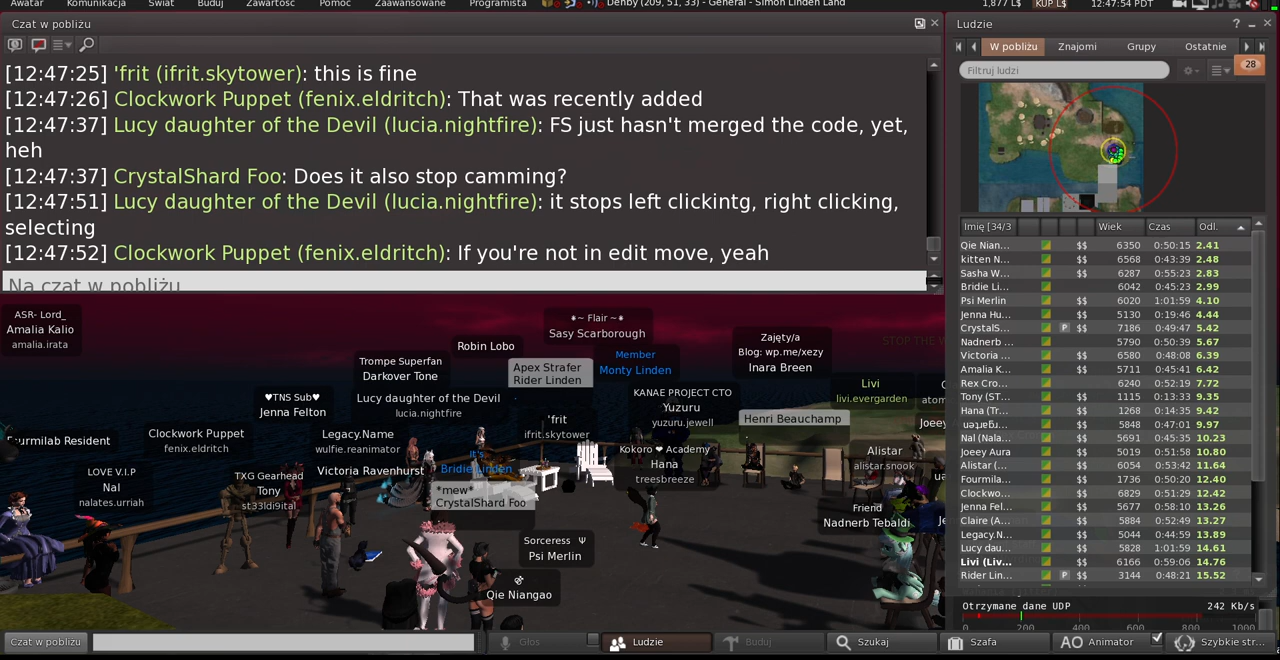 Awatar Komunikacja Świat Buduj Zawartość Pomoc Zaawansowane Programista Denby (209, 51, 33) - General - Simon Linden Land 1,877 L$ KUP L$ 12:47:54 PDT
Czat w pobliżu
[12:47:25] 'frit (ifrit.skytower): this is fine
[12:47:26] Clockwork Puppet (fenix.eldritch): That was recently added
[12:47:37] Lucy daughter of the Devil (lucia.nightfire): FS just hasn't merged the code, yet,
heh
[12:47:37] CrystalShard Foo: Does it also stop camming?
[12:47:51] Lucy daughter of the Devil (lucia.nightfire): it stops left clickintg, right clicking,
selecting
[12:47:52] Clockwork Puppet (fenix.eldritch): If you're not in edit move, yeah
Na czat w pobliżu
ASR- Lord_
Amalia Kalio
amalia.irata
Robin Lobo
Trompe Superfan
Darkover Tone
Lucy daughter of the Devil
lucia.nightfire
Sasy Scarborough
Member
Monty Linden
Apex Strafer
Rider Linden
Zajęty/a
Blog: wp.me/xezy
Inara Breen
STOP THE
Livi
livi.evergarden
♥TNS Sub♥
Jenna Felton
KANAE PROJECT CTO
Yuzuru
yuzuru.jewell
Henri Beauchamp
'frit
ifrit.skytower
Fourmilab Resident
Clockwork Puppet
fenix.eldritch
Legacy.Name
wulfie.reanimator
Victoria Ravenhurst
It's
Bridie Linden
*mew*
CrystalShard Foo
Kokoro ❤ Academy
Hana
treesbreeze
Alistar
alistar.snook
LOVE V.I.P
Nal
nalates.urriah
TXG Gearhead
Tony
st33ldi9ital
Friend
Nadnerb Tebaldi
Sorceress Ψ
Psi Merlin
Qie Niangao
Ludzie
W pobliżu Znajomi Grupy Ostatnie
Filtruj ludzi
28
Imię [34/3 Wiek Czas Odl.
Qie Nian... $$ 6350 0:50:15 2.41
kitten N... $$ 6568 0:43:39 2.48
Sasha W... $$ 6287 0:55:23 2.83
Bridie Li... 6042 0:45:23 2.99
Psi Merlin $$ 6020 1:01:59 4.10
Jenna Hu... $$ 5130 0:19:46 4.44
CrystalS... P $$ 7186 0:49:47 5.42
Nadnerb ... 5790 0:50:39 5.67
Victoria ... $$ 6580 0:48:08 6.39
Amalia K... $$ 5711 0:45:41 6.42
Rex Cro... $$ 6240 0:52:19 7.72
Tony (ST... $$ 1115 0:13:33 9.35
Hana (Tr... $$ 1268 0:14:35 9.42
$$ 5848 0:47:01 9.97
Nal (Nala... $$ 5691 0:45:35 10.23
Joeey Aura $$ 5019 0:51:58 10.80
Alistar (... $$ 6054 0:53:42 11.64
Fourmila... $$ 1736 0:50:20 12.40
Clockwo... $$ 6829 0:51:29 12.42
Jenna Fel... $$ 5677 0:58:10 13.26
Claire (A... $$ 5884 0:52:49 13.27
Legacy.N... $$ 5044 0:44:59 13.89
Lucy dau... $$ 5828 1:01:59 14.61
Livi (Liv... $$ 6166 0:59:06 14.76
Rider Lin... P $$ 3144 0:48:21 15.52
Otrzymane dane UDP 242 Kb/s
0 200 400 600 800 1000
Czat w pobliżu Głos Ludzie Buduj Szukaj Szafa AO Animator Szybkie str...